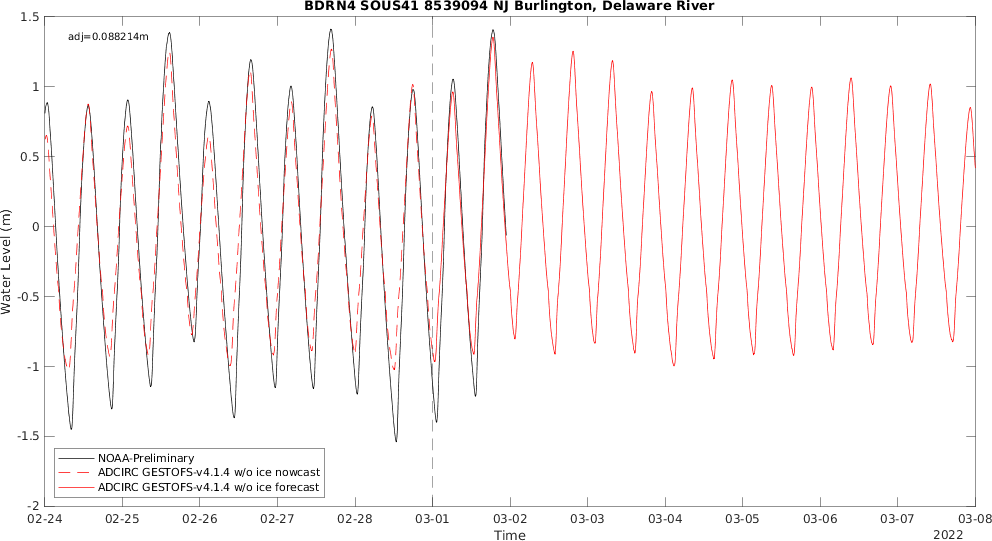 BDRN4 SOUS41 8539094 NJ Burlington, Delaware River
adj=0.088214m
1.5
1
0.5
0
-0.5
-1
-1.5
-2
Water Level (m)
NOAA-Preliminary
ADCIRC GESTOFS-v4.1.4 w/o ice nowcast
ADCIRC GESTOFS-v4.1.4 w/o ice forecast
02-24 02-25 02-26 02-27 02-28 03-01 03-02 03-03 03-04 03-05 03-06 03-07 03-08
Time
2022